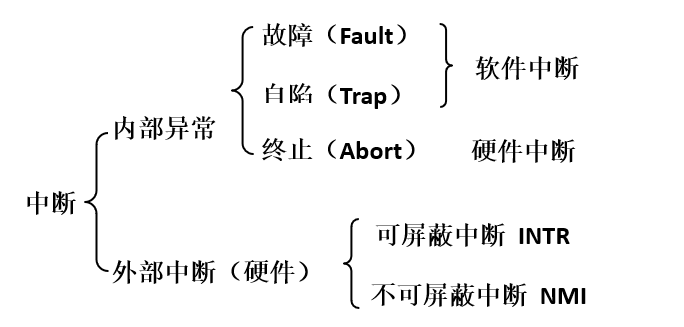 故障（Fault）
自陷（Trap）
软件中断
内部异常
终止（Abort）
硬件中断
中断
外部中断（硬件）
可屏蔽中断 INTR
不可屏蔽中断 NMI